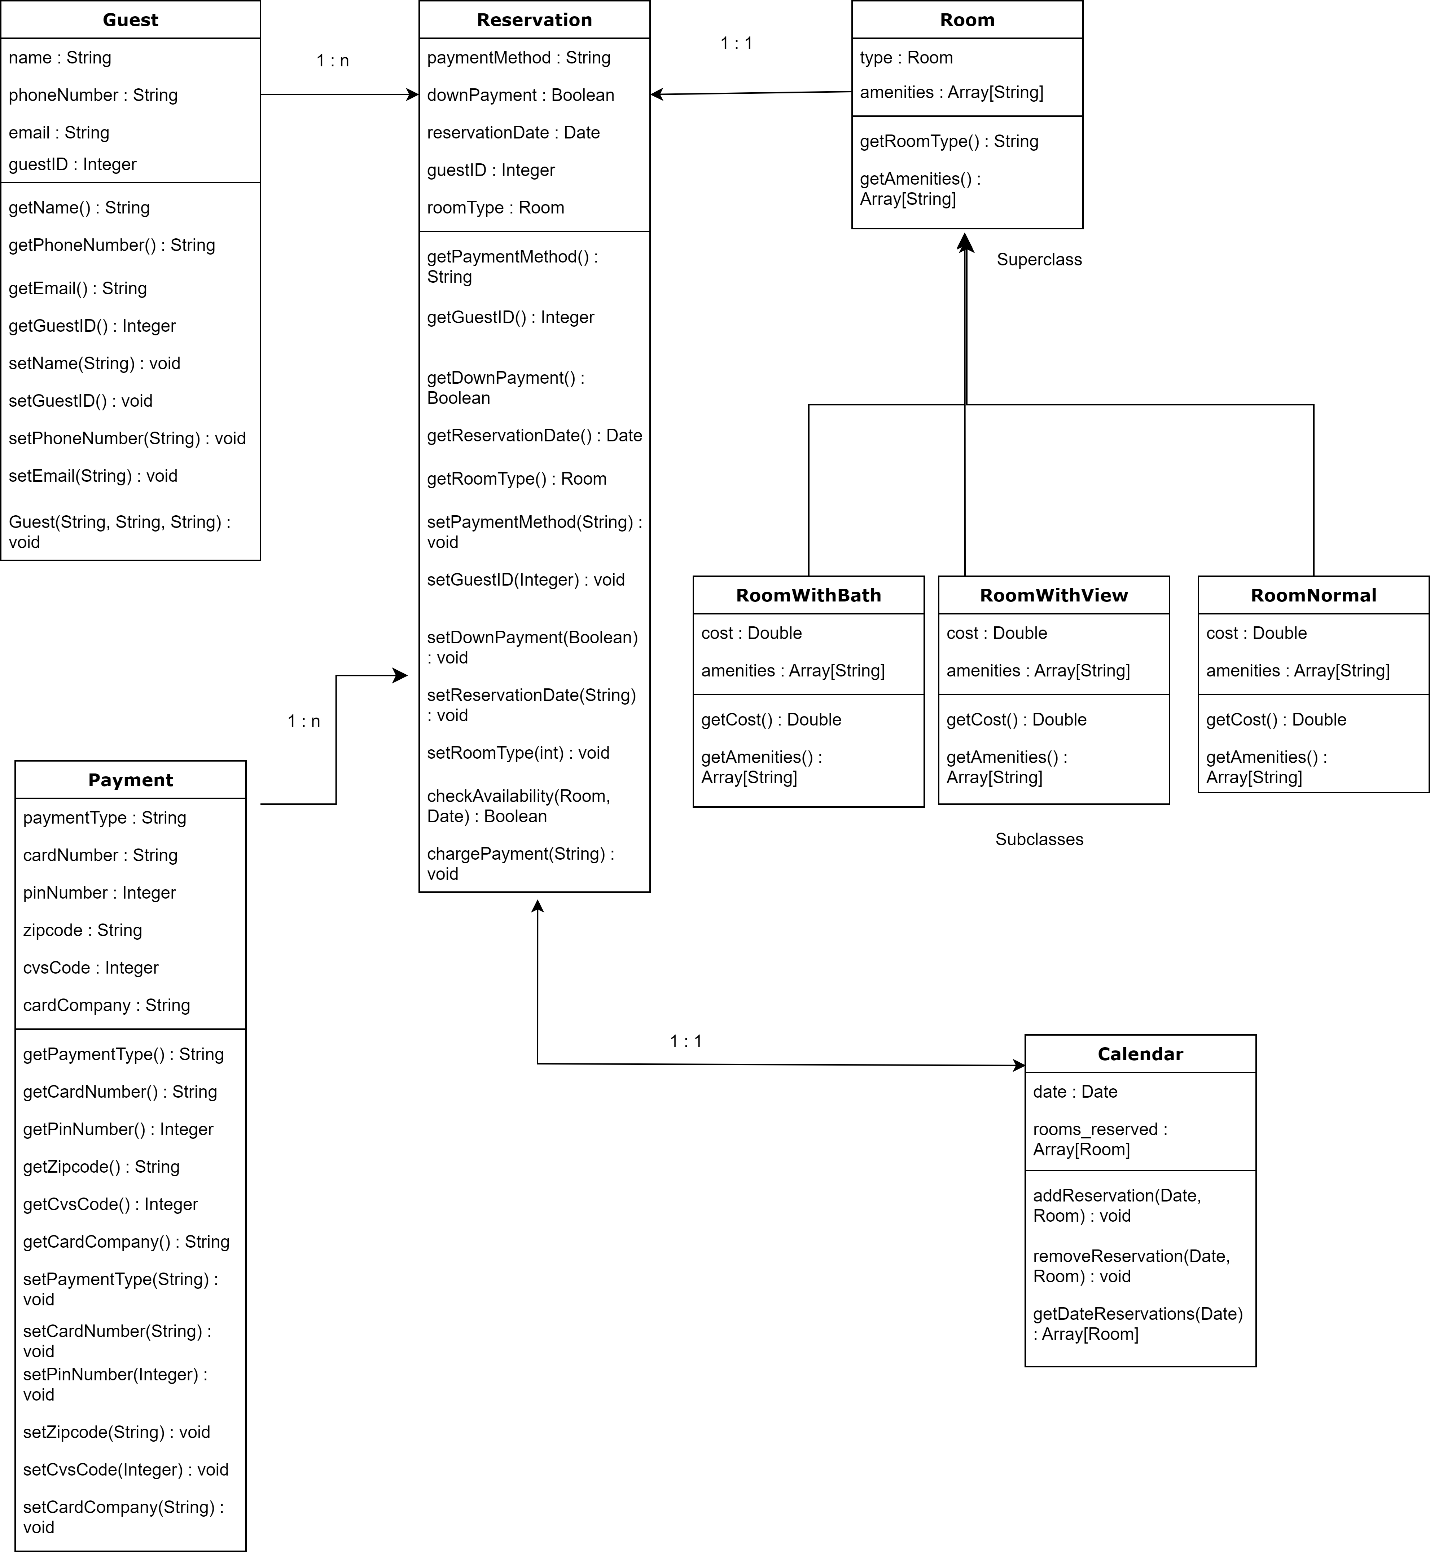 Guest
name : String
phoneNumber : String
email : String
guestID : Integer
getName() : String
getPhoneNumber() : String
getEmail() : String
getGuestID() : Integer
setName(String) : void
setGuestID() : void
setPhoneNumber(String) : void
setEmail(String) : void
Guest(String, String, String) :
void
1 : n
Reservation
paymentMethod : String
downPayment : Boolean
reservationDate : Date
guestID : Integer
roomType : Room
getPaymentMethod() :
String
getGuestID() : Integer
getDownPayment() :
Boolean
getReservationDate() : Date
getRoomType() : Room
setPaymentMethod(String) :
void
setGuestID(Integer) : void
setDownPayment(Boolean)
: void
setReservationDate(String)
: void
setRoomType(int) : void
checkAvailability(Room,
Date) : Boolean
chargePayment(String) :
void
1 : 1
Room
type : Room
amenities : Array[String]
getRoomType() : String
getAmenities() :
Array[String]
Superclass
RoomWithBath
cost : Double
amenities : Array[String]
getCost() : Double
getAmenities() :
Array[String]
RoomWithView
cost : Double
amenities : Array[String]
getCost() : Double
getAmenities() :
Array[String]
RoomNormal
cost : Double
amenities : Array[String]
getCost() : Double
getAmenities() :
Array[String]
Subclasses
1 : n
Payment
paymentType : String
cardNumber : String
pinNumber : Integer
zipcode : String
cvsCode : Integer
cardCompany : String
getPaymentType() : String
getCardNumber() : String
getPinNumber() : Integer
getZipcode() : String
getCvsCode() : Integer
getCardCompany() : String
setPaymentType(String) :
void
setCardNumber(String) :
void
setPinNumber(Integer) :
void
setZipcode(String) : void
setCvsCode(Integer) : void
setCardCompany(String) :
void
1 : 1
Calendar
date : Date
rooms_reserved :
Array[Room]
addReservation(Date,
Room) : void
removeReservation(Date,
Room) : void
getDateReservations(Date)
: Array[Room]